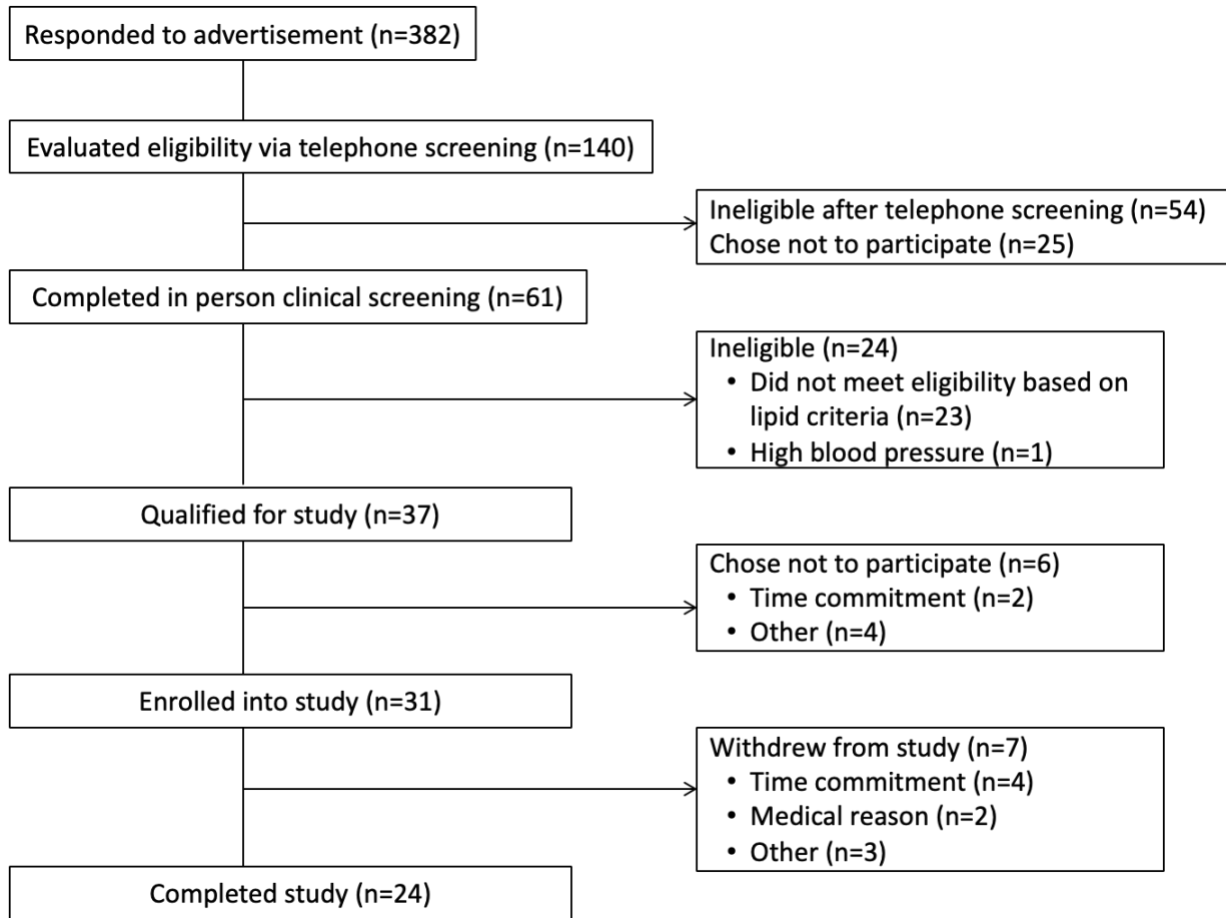 Responded to advertisement (n=382)
Evaluated eligibility via telephone screening (n=140)
Ineligible after telephone screening (n=54)
Chose not to participate (n=25)
Completed in person clinical screening (n=61)
Ineligible (n=24)
• Did not meet eligibility based on
lipid criteria (n=23)
• High blood pressure (n=1)
Qualified for study (n=37)
Chose not to participate (n=6)
• Time commitment (n=2)
• Other (n=4)
Enrolled into study (n=31)
Withdrew from study (n=7)
• Time commitment (n=4)
• Medical reason (n=2)
• Other (n=3)
Completed study (n=24)